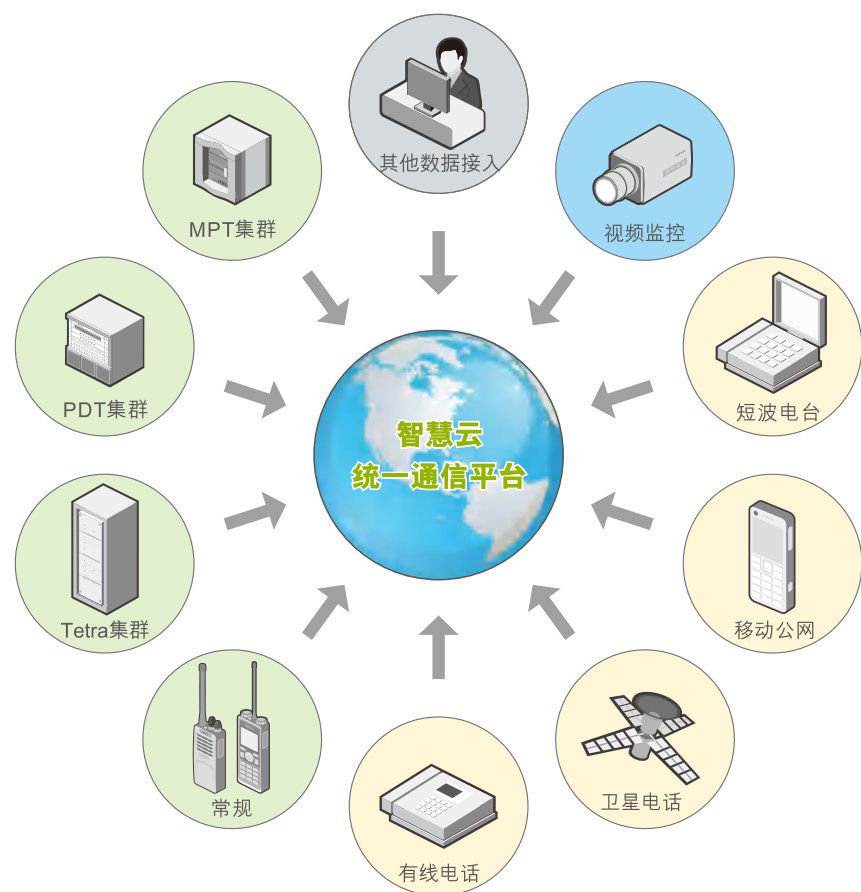 其他数据接入
MPT集群
视频监控
PDT集群
短波电台
智慧云
统一通信平台
Tetra集群
移动公网
常规
卫星电话
有线电话